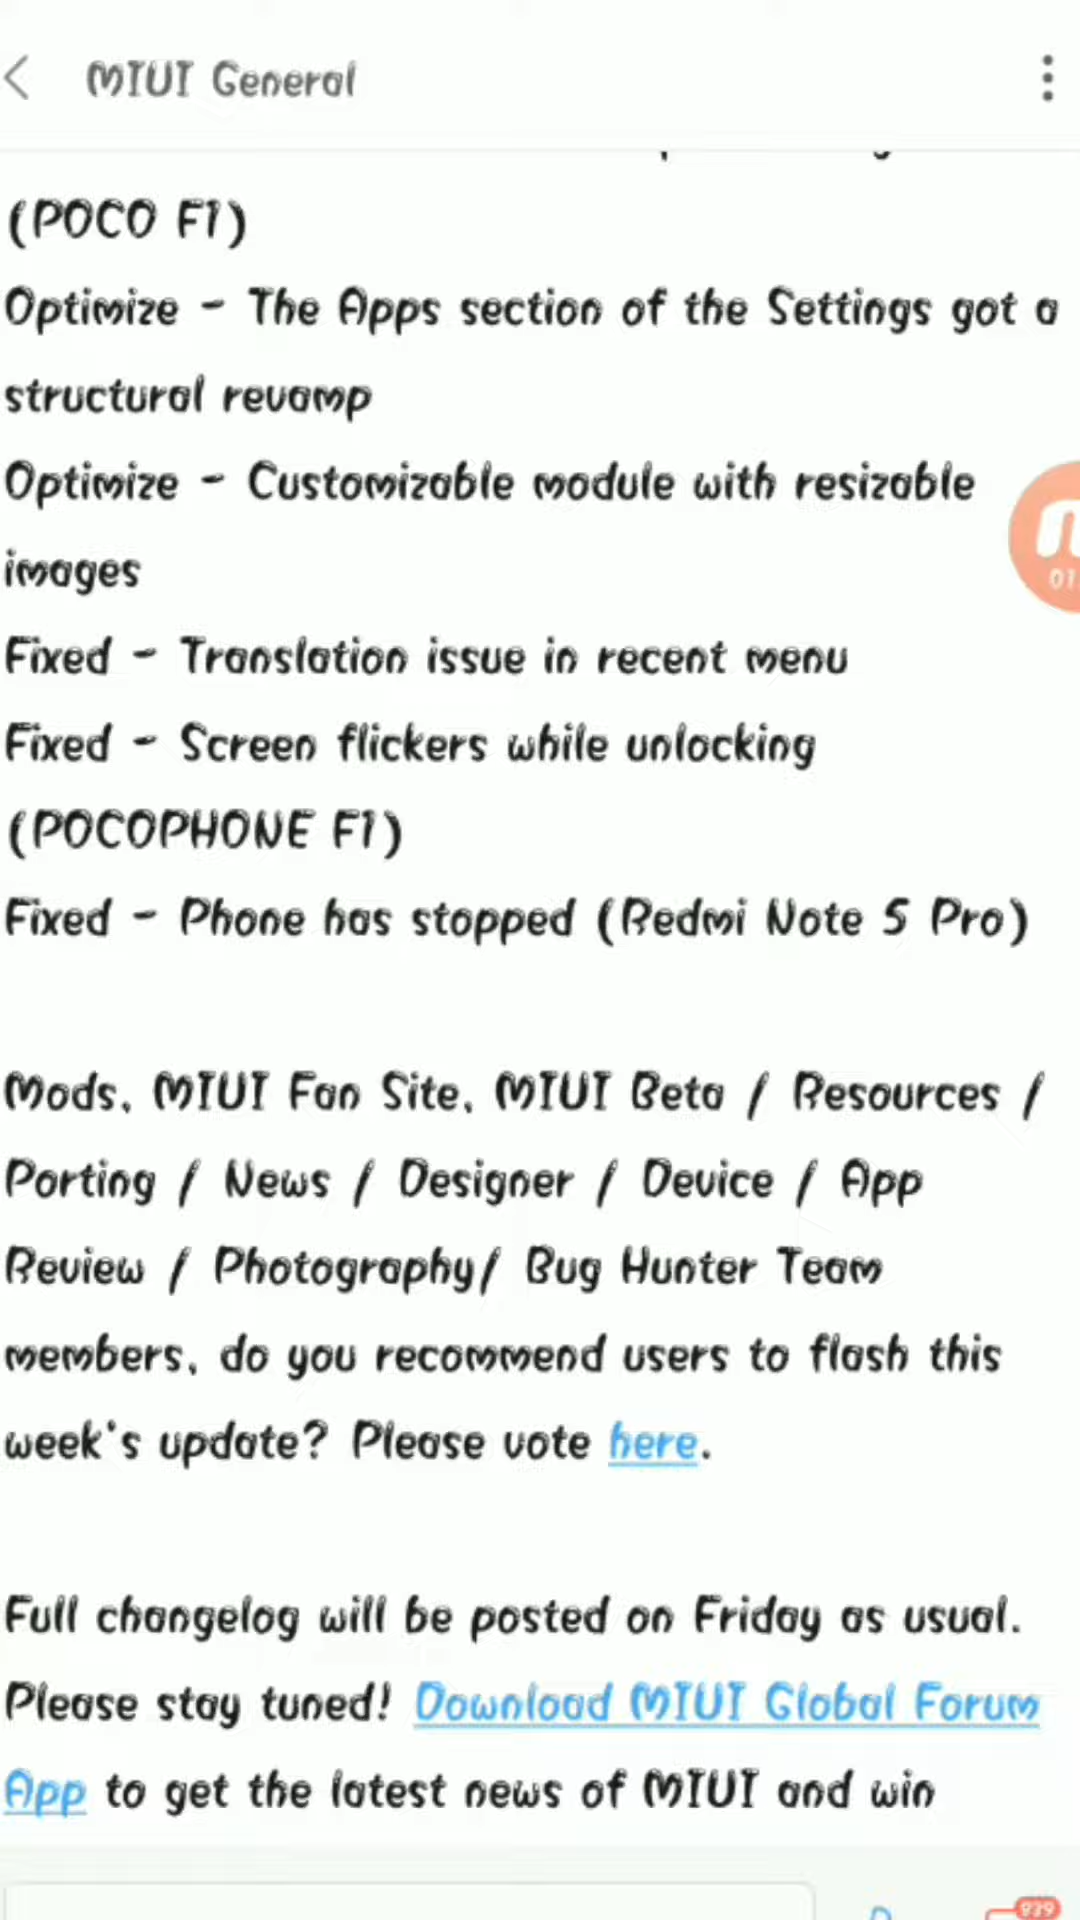 MIUI General
(POCO F1)
Optimize - The Apps section of the Settings got a
structural revamp
Optimize - Customizable module with resizable
images
Fixed - Translation issue in recent menu
Fixed - Screen flickers while unlocking
(POCOPHONE F1)
Fixed - Phone has stopped (Redmi Note 5 Pro)
Mods, MIUI Fan Site, MIUI Beta / Resources /
Porting / News / Designer / Device / App
Review / Photography/ Bug Hunter Team
members, do you recommend users to flash this
week's update? Please vote here.
Full changelog will be posted on Friday as usual.
Please stay tuned! Download MIUI Global Forum
App to get the latest news of MIUI and win
01
939